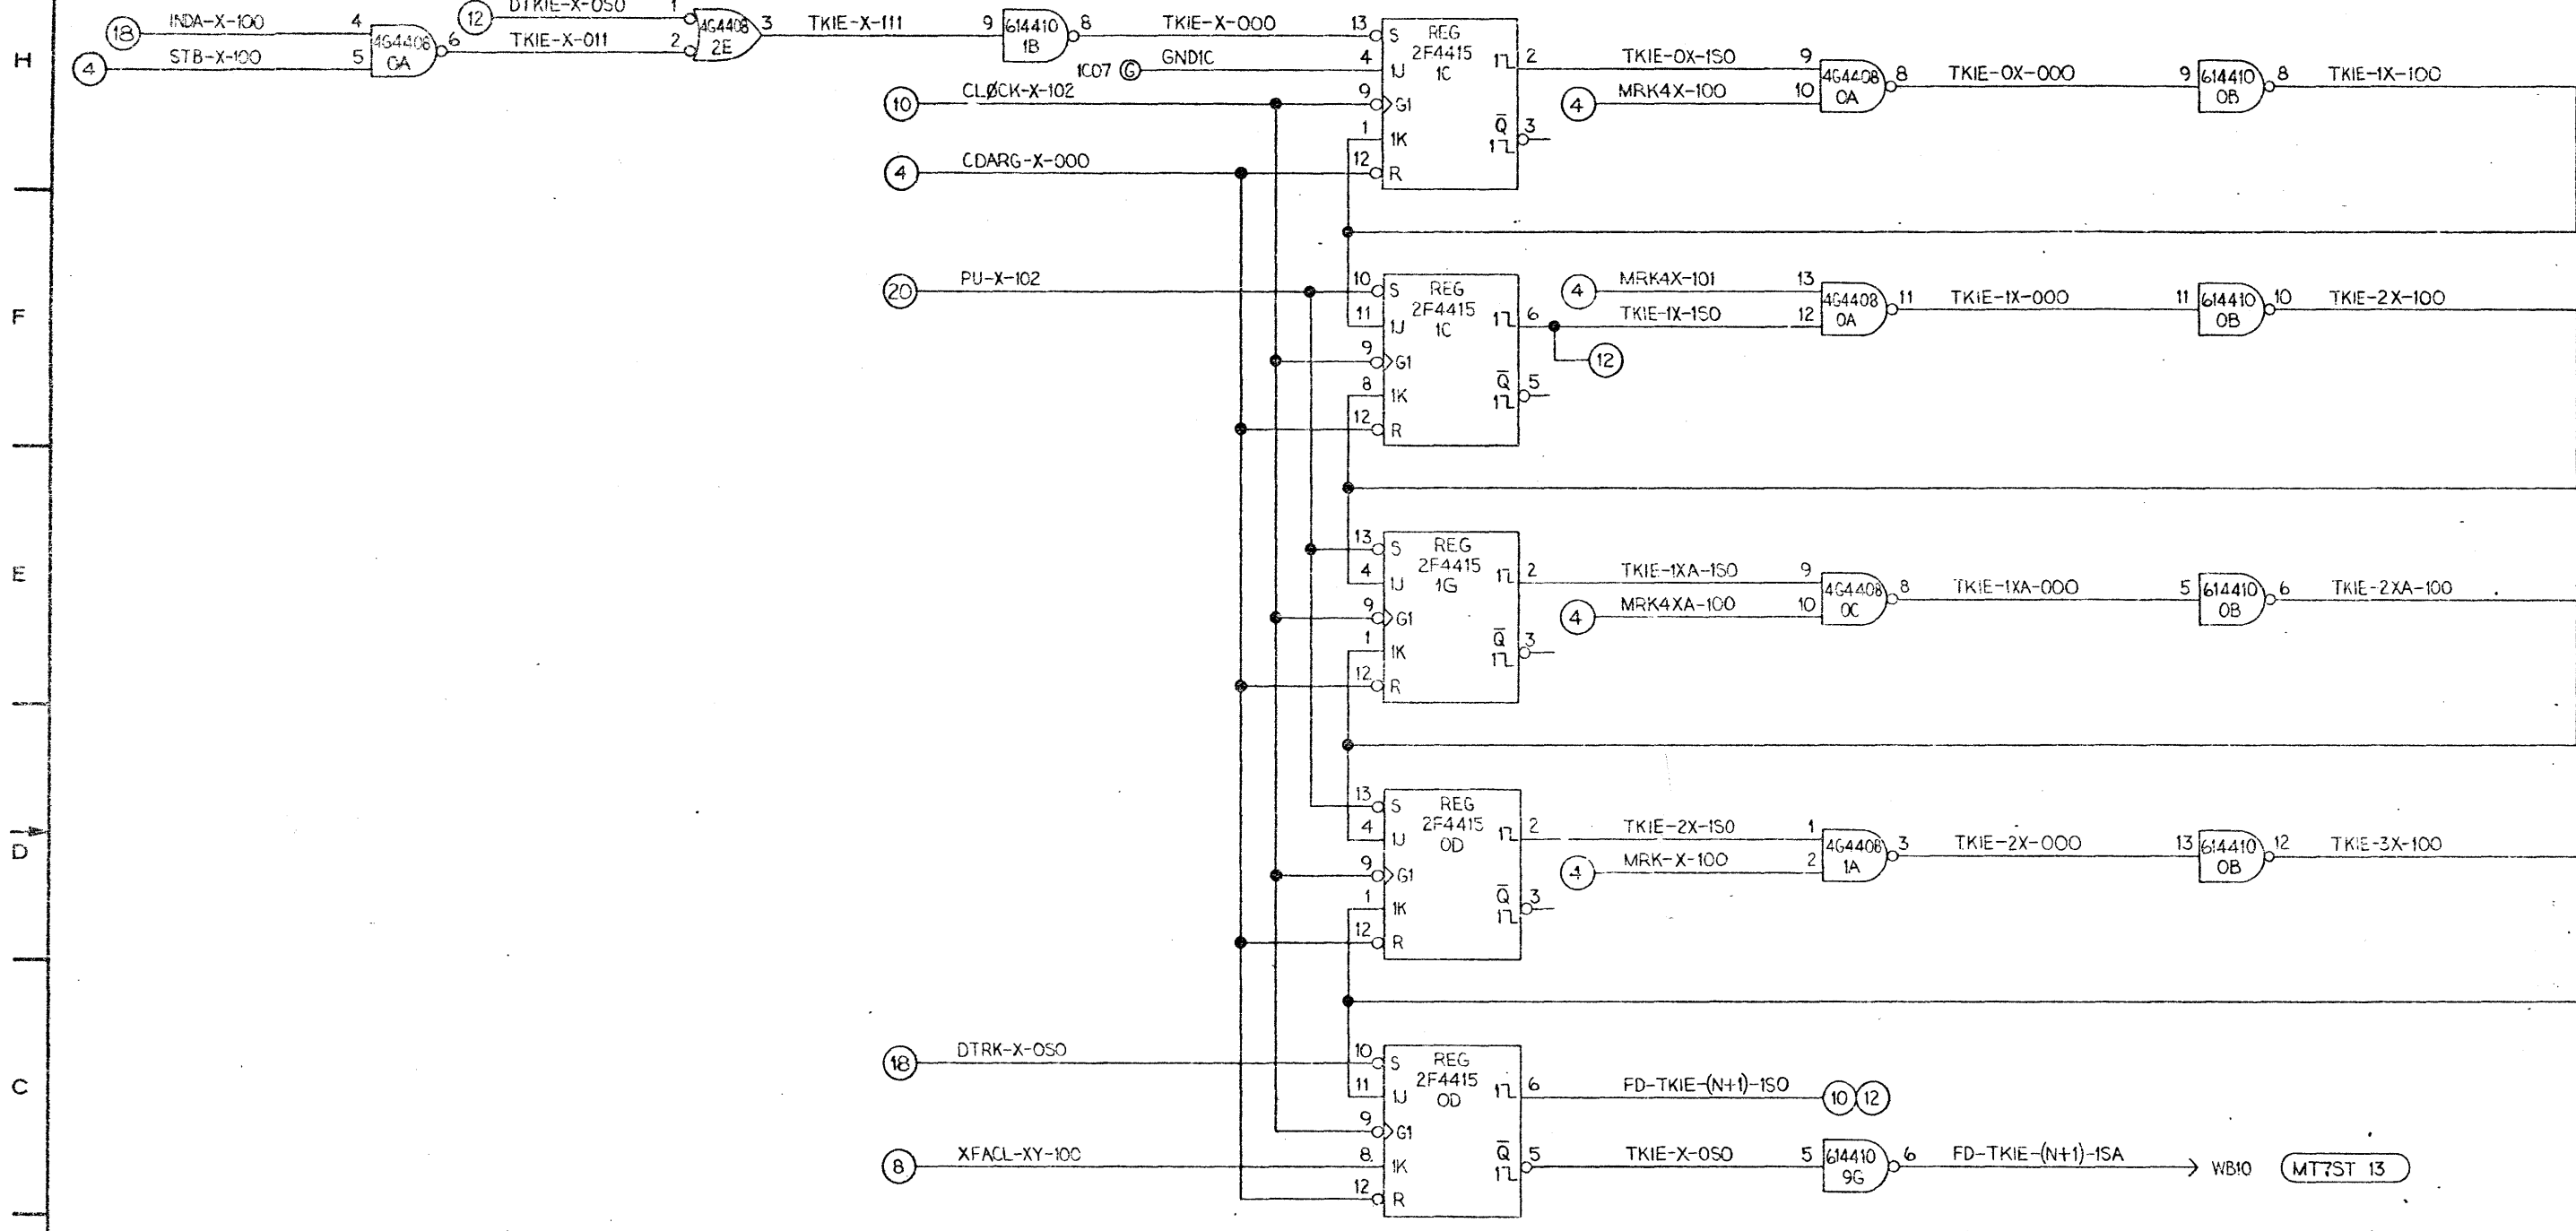 H
18 INDA-X-100 4
4 STB-X-100 5
4G4408 0A 6
12 DTKIE-X-0S0 1
TKIE-X-011 2
4G4408 2E 3 TKIE-X-111 9 614410 1B 8 TKIE-X-000 13
1C07 G GND1C 4
10 CLØCK-X-102 9
1
4 CDARG-X-000 12
S REG
2F4415
1C
1J
G1
1K
R
2 TKIE-0X-1S0 9
4 MRK4X-100 10
Q 3
4G4408 0A 8 TKIE-0X-000 9 614410 0B 8 TKIE-1X-100
F
20 PU-X-102 10
11
9
8
12
S REG
2F4415
1C
1J
G1
1K
R
4 MRK4X-101 13
6 TKIE-1X-1S0 12
12
Q 5
4G4408 0A 11 TKIE-1X-000 11 614410 0B 10 TKIE-2X-100
E
13
4
9
1
12
S REG
2F4415
1G
1J
G1
1K
R
2 TKIE-1XA-1S0 9
4 MRK4XA-100 10
Q 3
4G4408 0C 8 TKIE-1XA-000 5 614410 0B 6 TKIE-2XA-100
D
13
4
9
1
12
S REG
2F4415
0D
1J
G1
1K
R
2 TKIE-2X-1S0 1
4 MRK-X-100 2
Q 3
4G4408 1A 3 TKIE-2X-000 13 614410 0B 12 TKIE-3X-100
C
18 DTRK-X-0S0 10
11
9
8 XFACL-XY-100 8
12
S REG
2F4415
0D
1J
G1
1K
R
6 FD-TKIE-(N+1)-1S0 10 12
Q 5 TKIE-X-0S0 5 614410 9G 6 FD-TKIE-(N+1)-1SA WB10 MT7ST 13